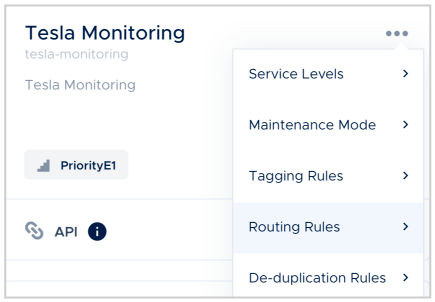 Tesla Monitoring
tesla-monitoring
Tesla Monitoring
PriorityE1
API
Service Levels
Maintenance Mode
Tagging Rules
Routing Rules
De-duplication Rules